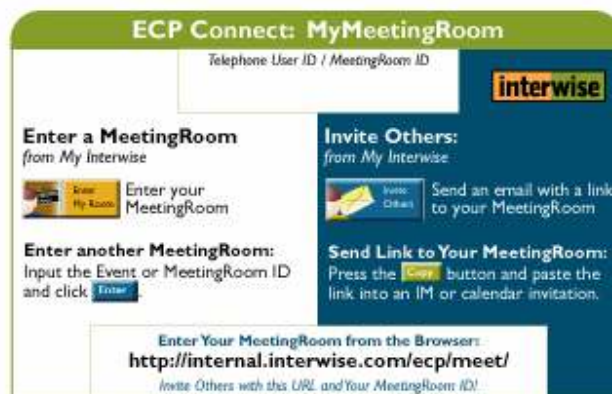 ECP Connect: MyMeetingRoom
Telephone User ID / MeetingRoom ID
interwise
Enter a MeetingRoom
from My Interwise
Enter
My Room
Enter your
MeetingRoom
Enter another MeetingRoom:
Input the Event or MeetingRoom ID
and click Enter.
Invite Others:
from My Interwise
Invite
Others
Send an email with a link
to your MeetingRoom
Send Link to Your MeetingRoom:
Press the Copy button and paste the
link into an IM or calendar invitation.
Enter Your MeetingRoom from the Browser:
http://internal.interwise.com/ecp/meet/
Invite Others with this URL and Your MeetingRoom ID!